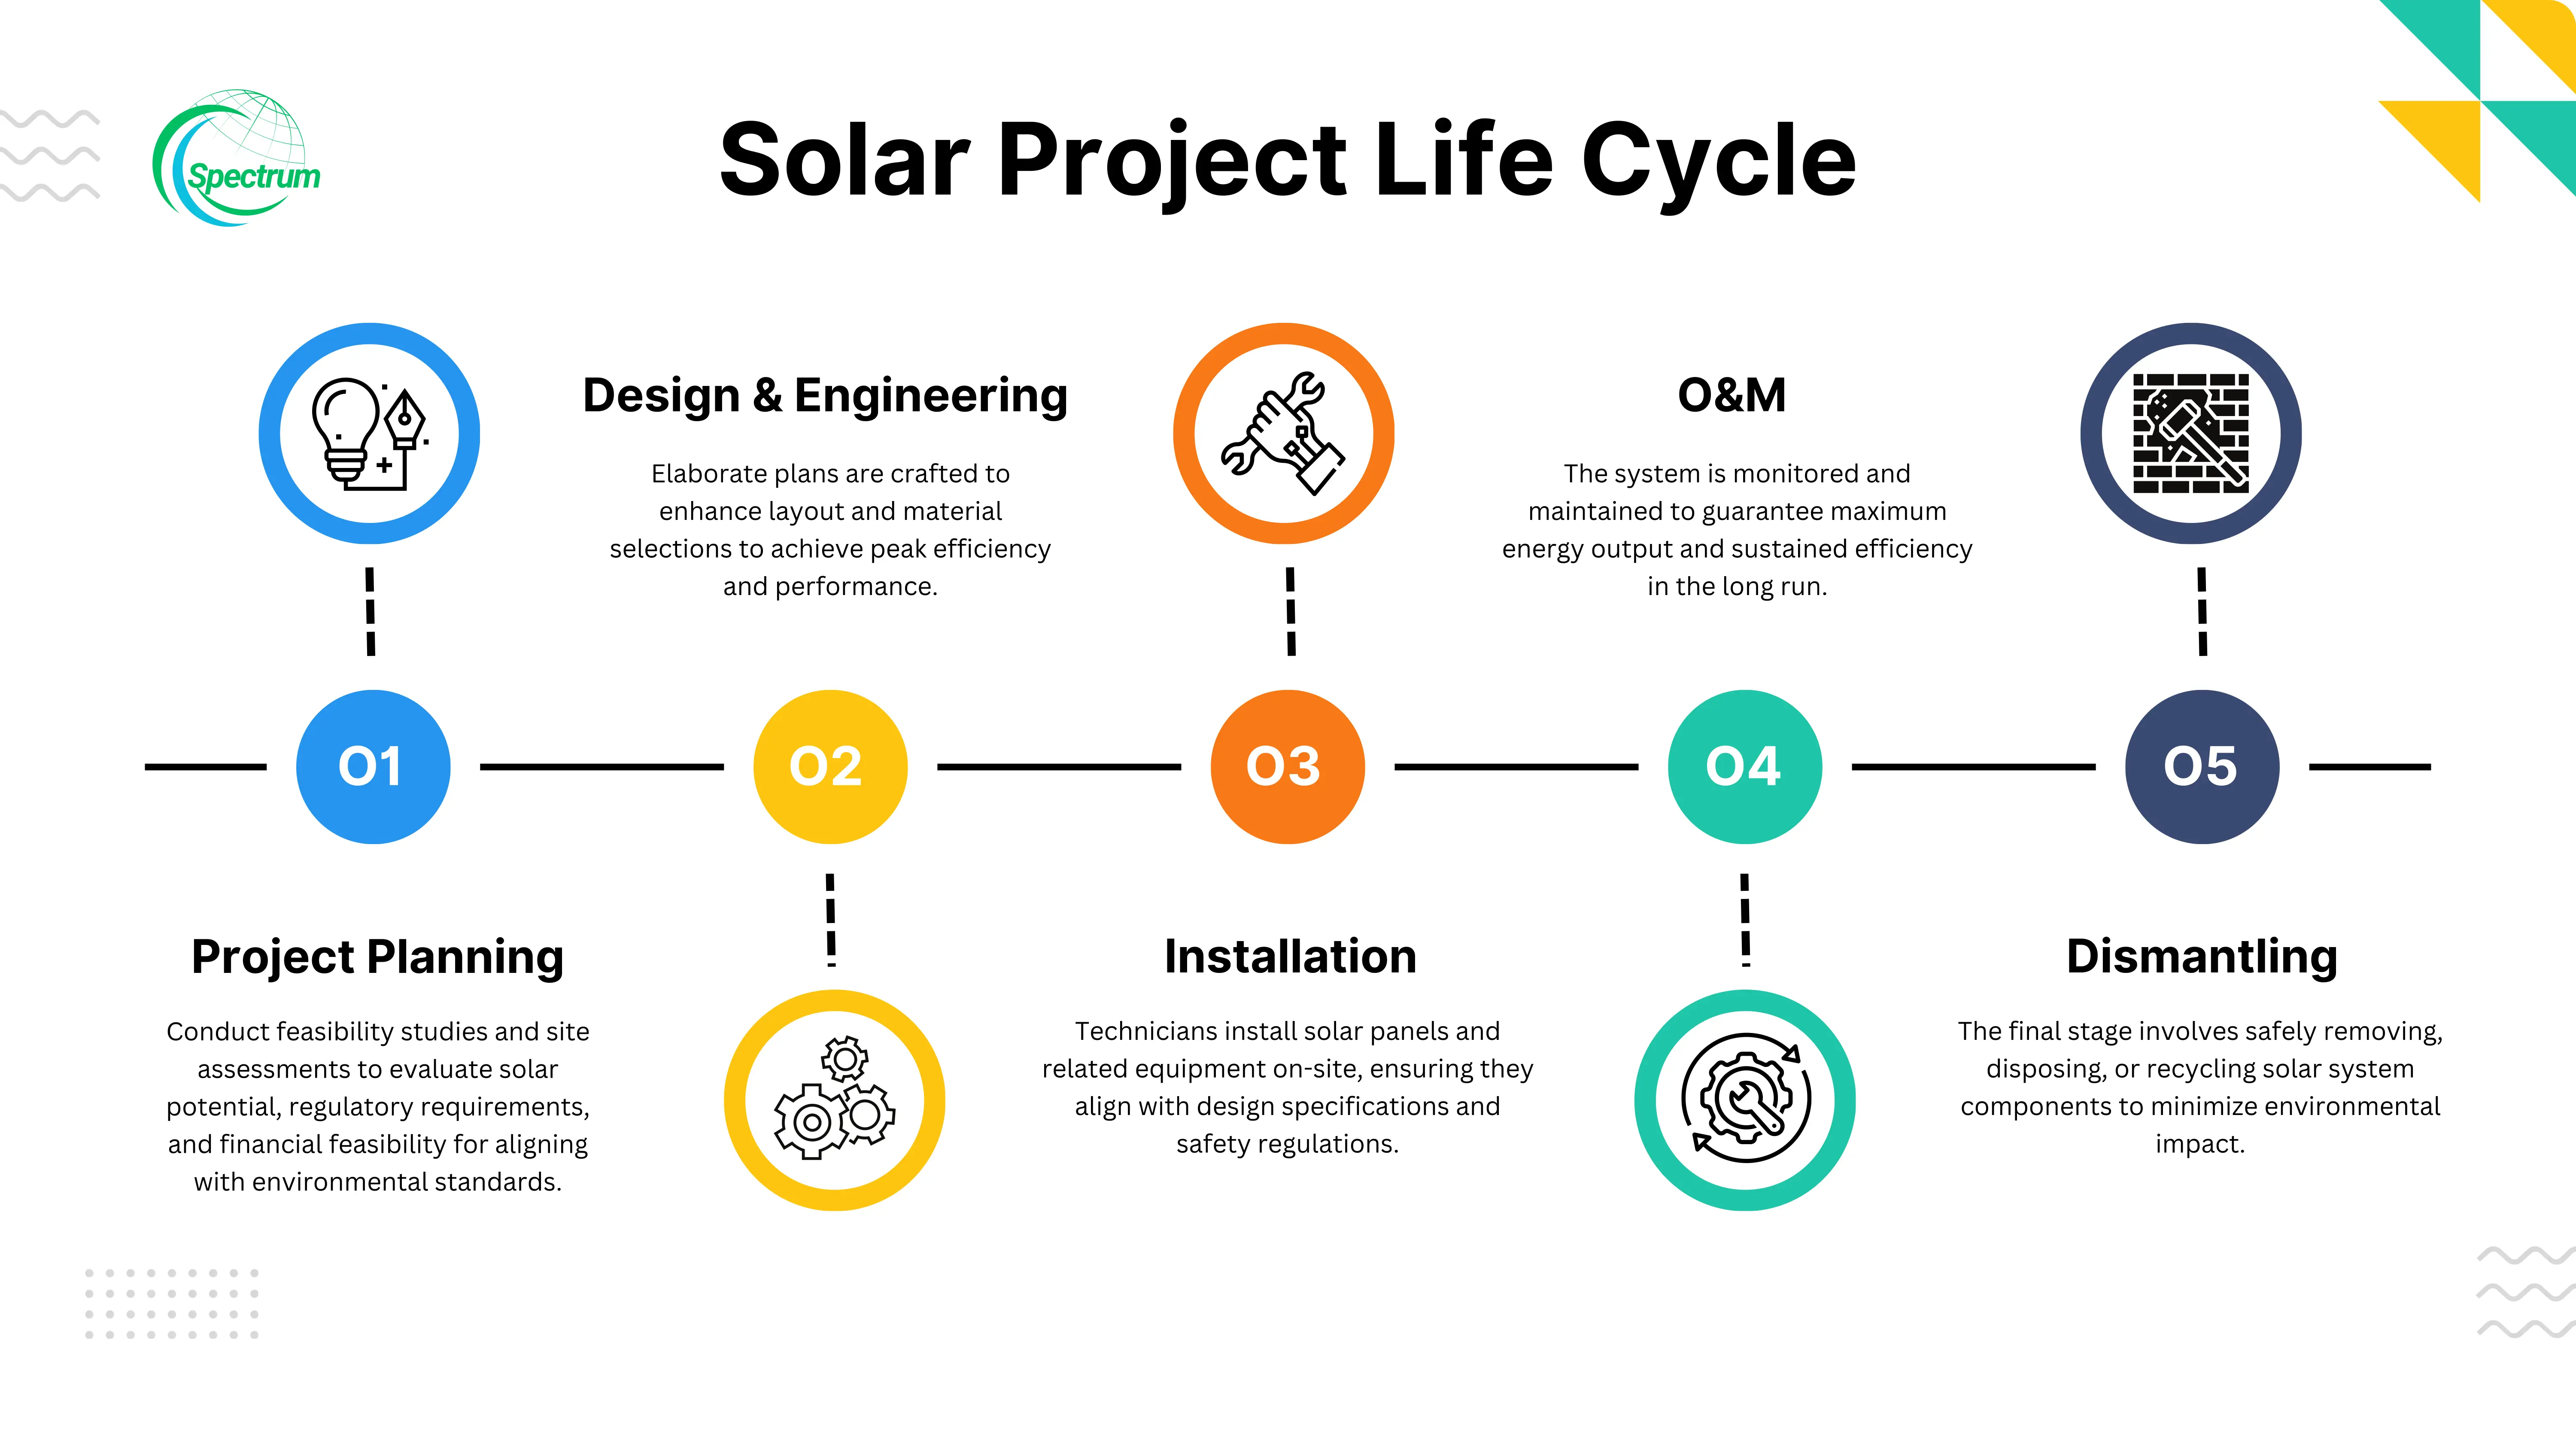 Spectrum
Solar Project Life Cycle
Design & Engineering
Elaborate plans are crafted to
enhance layout and material
selections to achieve peak efficiency
and performance.
O&M
The system is monitored and
maintained to guarantee maximum
energy output and sustained efficiency
in the long run.
01
02
03
04
05
Project Planning
Conduct feasibility studies and site
assessments to evaluate solar
potential, regulatory requirements,
and financial feasibility for aligning
with environmental standards.
Installation
Technicians install solar panels and
related equipment on-site, ensuring they
align with design specifications and
safety regulations.
Dismantling
The final stage involves safely removing,
disposing, or recycling solar system
components to minimize environmental
impact.